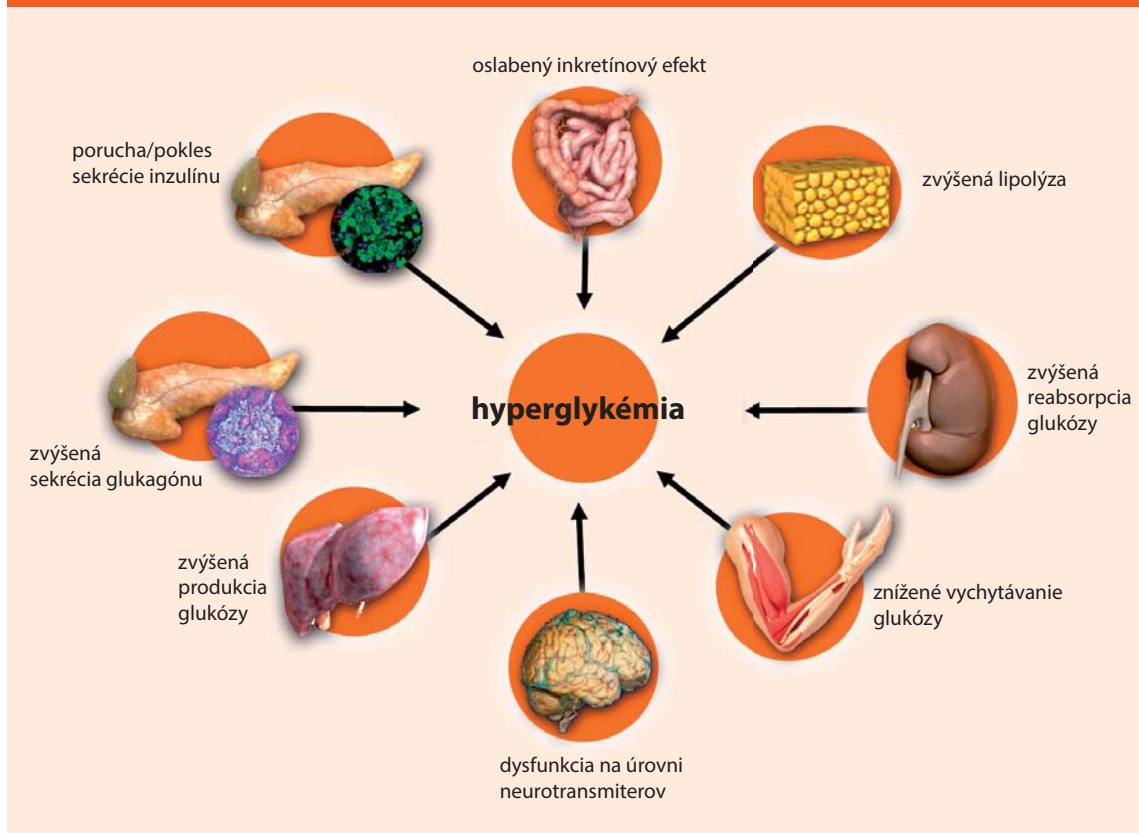 oslabený inkretínový efekt
porucha/pokles
sekrécie inzulínu
zvýšená lipolýza
zvýšená
reabsorpcia
glukózy
hyperglykémia
zvýšená
sekrécia glukagónu
zvýšená
produkcia
glukózy
znížené vychytávanie
glukózy
dysfunkcia na úrovni
neurotransmiterov